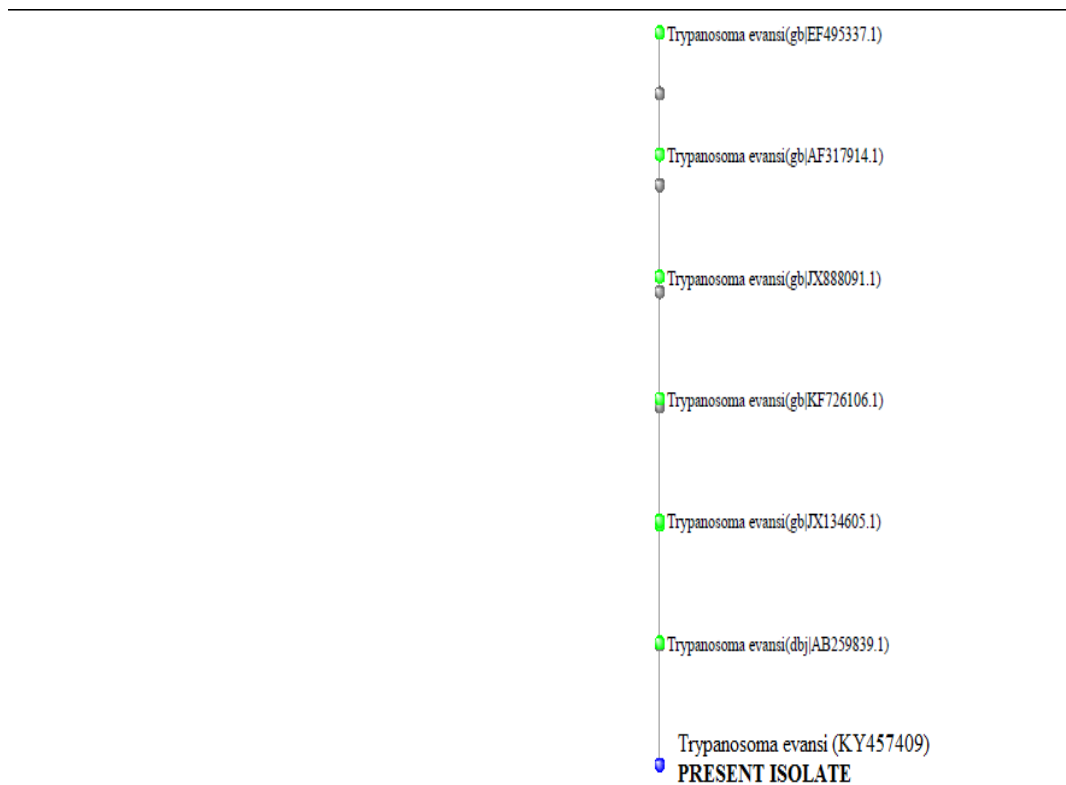 Trypanosoma evansi(gb|EF495337.1)
Trypanosoma evansi(gb|AF317914.1)
Trypanosoma evansi(gb|JX888091.1)
Trypanosoma evansi(gb|KF726106.1)
Trypanosoma evansi(gb|JX134605.1)
Trypanosoma evansi(dbj|AB259839.1)
Trypanosoma evansi (KY457409)
PRESENT ISOLATE